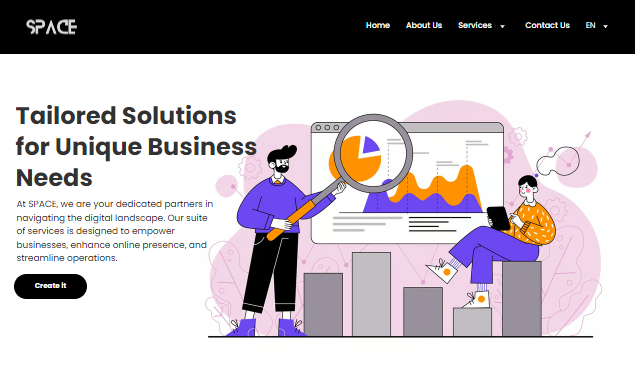 SPACE
Home About Us Services Contact Us EN
Tailored Solutions
for Unique Business
Needs
At SPACE, we are your dedicated partners in
navigating the digital landscape. Our suite
of services is designed to empower
businesses, enhance online presence, and
streamline operations.
Create it